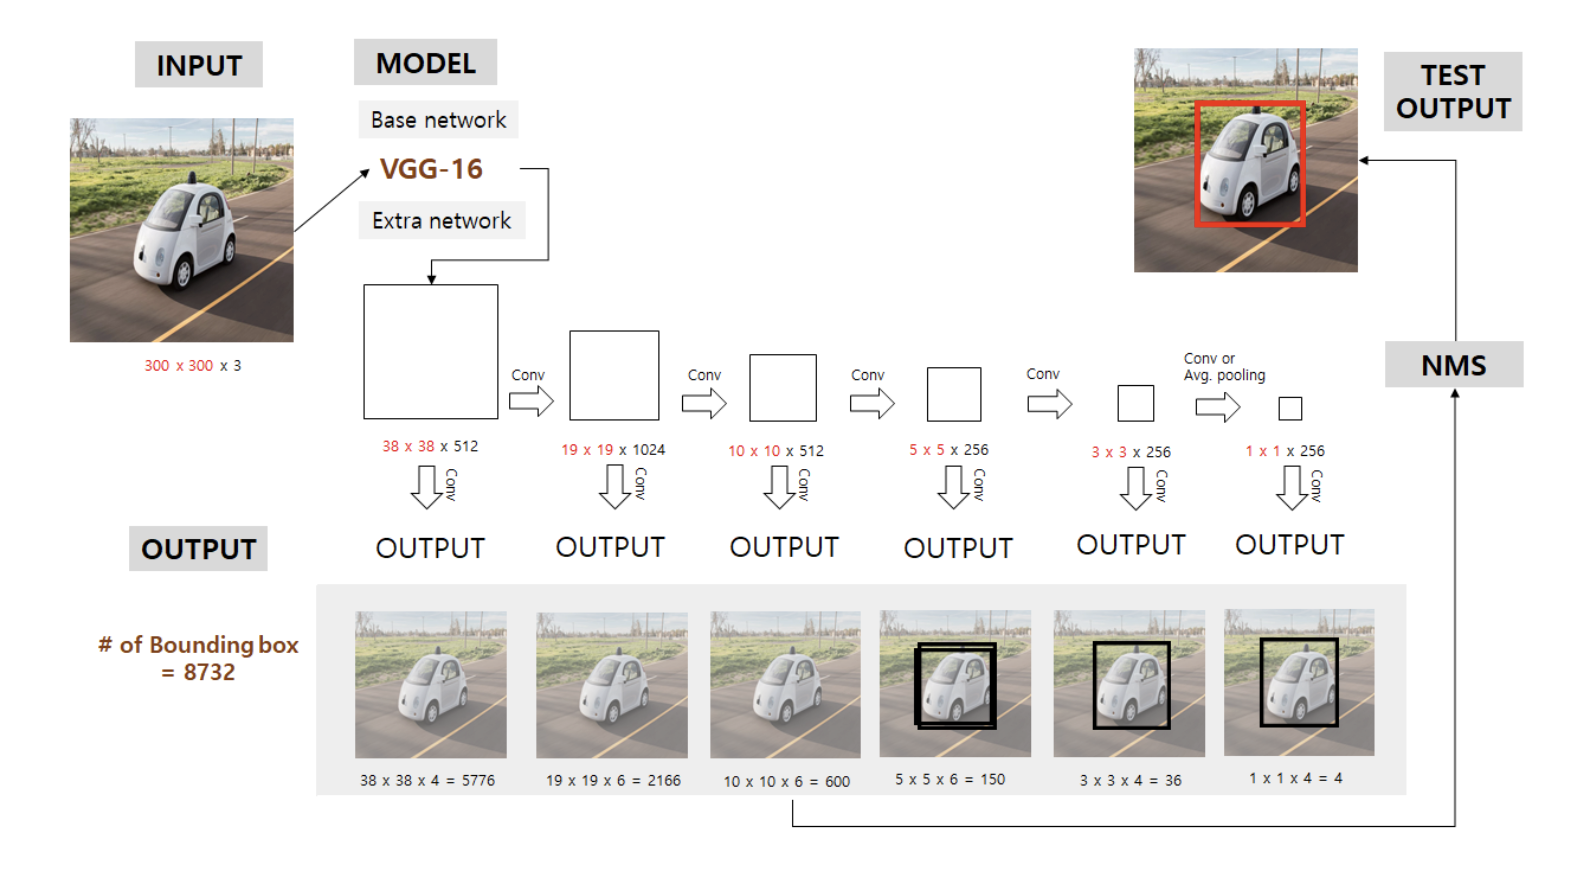 INPUT
MODEL
Base network
VGG-16
Extra network
TEST
OUTPUT
NMS
300 x 300 x 3
Conv
Conv
Conv
Conv
Conv or
Avg. pooling
38 x 38 x 512
19 x 19 x 1024
10 x 10 x 512
5 x 5 x 256
3 x 3 x 256
1 x 1 x 256
Conv
Conv
Conv
Conv
Conv
Conv
OUTPUT
OUTPUT
OUTPUT
OUTPUT
OUTPUT
OUTPUT
OUTPUT
# of Bounding box
= 8732
38 x 38 x 4 = 5776
19 x 19 x 6 = 2166
10 x 10 x 6 = 600
5 x 5 x 6 = 150
3 x 3 x 4 = 36
1 x 1 x 4 = 4